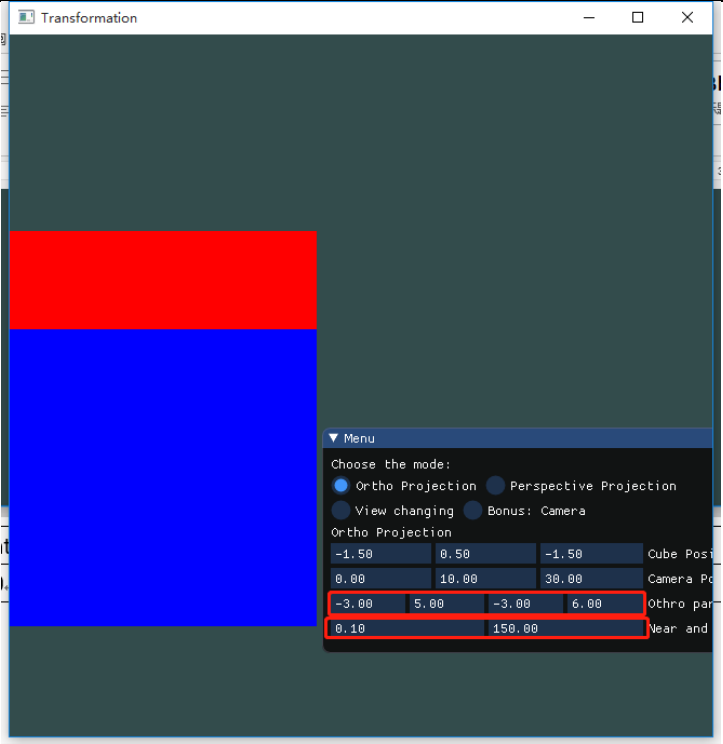 Transformation
Menu
Choose the mode:
Ortho Projection Perspective Projection
View changing Bonus: Camera
Ortho Projection
-1.50 0.50 -1.50 Cube Posi
0.00 10.00 30.00 Camera Po
-3.00 5.00 -3.00 6.00 Othro par
0.10 150.00 Near and